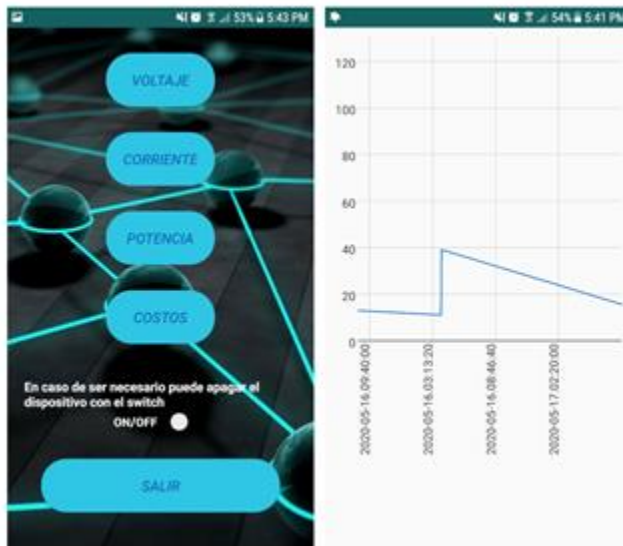 53% 5:43 PM
VOLTAJE
CORRIENTE
POTENCIA
COSTOS
En caso de ser necesario puede apagar el
dispositivo con el switch
ON/OFF
SALIR
54% 5:41 PM
120
100
80
60
40
20
0
2020-05-16.09:40:00
2020-05-16.03:13:20
2020-05-16.08:46:40
2020-05-17.02:20:00